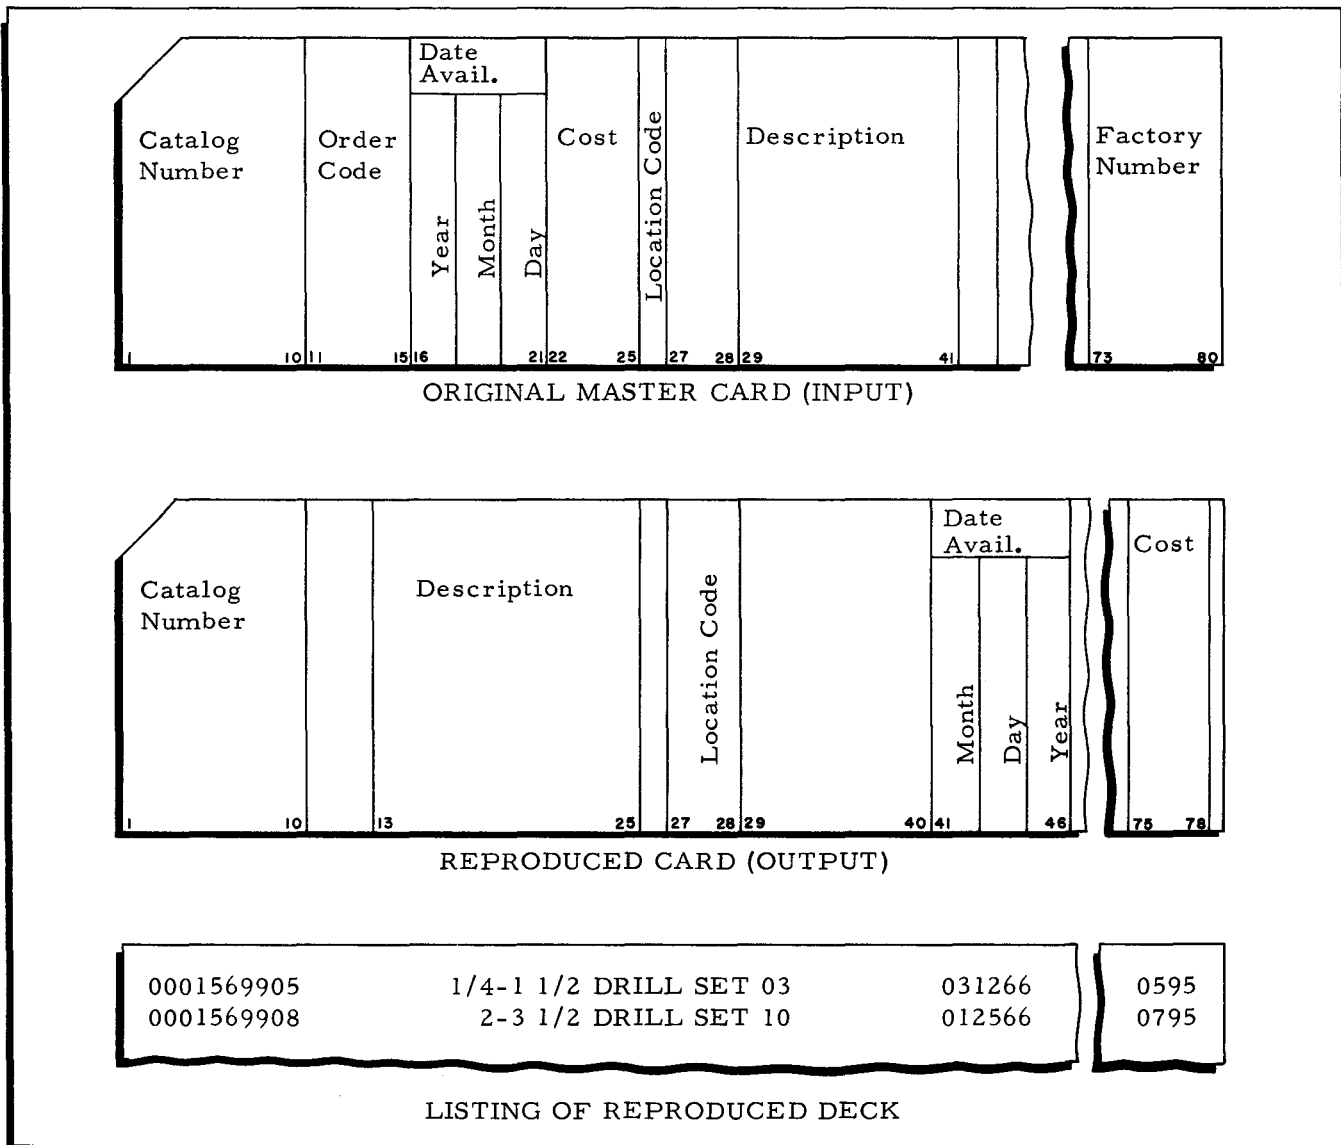 Date
Avail.
Catalog
Number
Order
Code
Year
Month
Day
Cost
Location Code
Description
Factory
Number
1 10 11 15 16 21 22 25 27 28 29 41 73 80
ORIGINAL MASTER CARD (INPUT)
Date
Avail.
Catalog
Number
Description
Location Code
Month
Day
Year
Cost
1 10 13 25 27 28 29 40 41 46 75 78
REPRODUCED CARD (OUTPUT)
0001569905 1/4-1 1/2 DRILL SET 03 031266 0595
0001569908 2-3 1/2 DRILL SET 10 012566 0795
LISTING OF REPRODUCED DECK